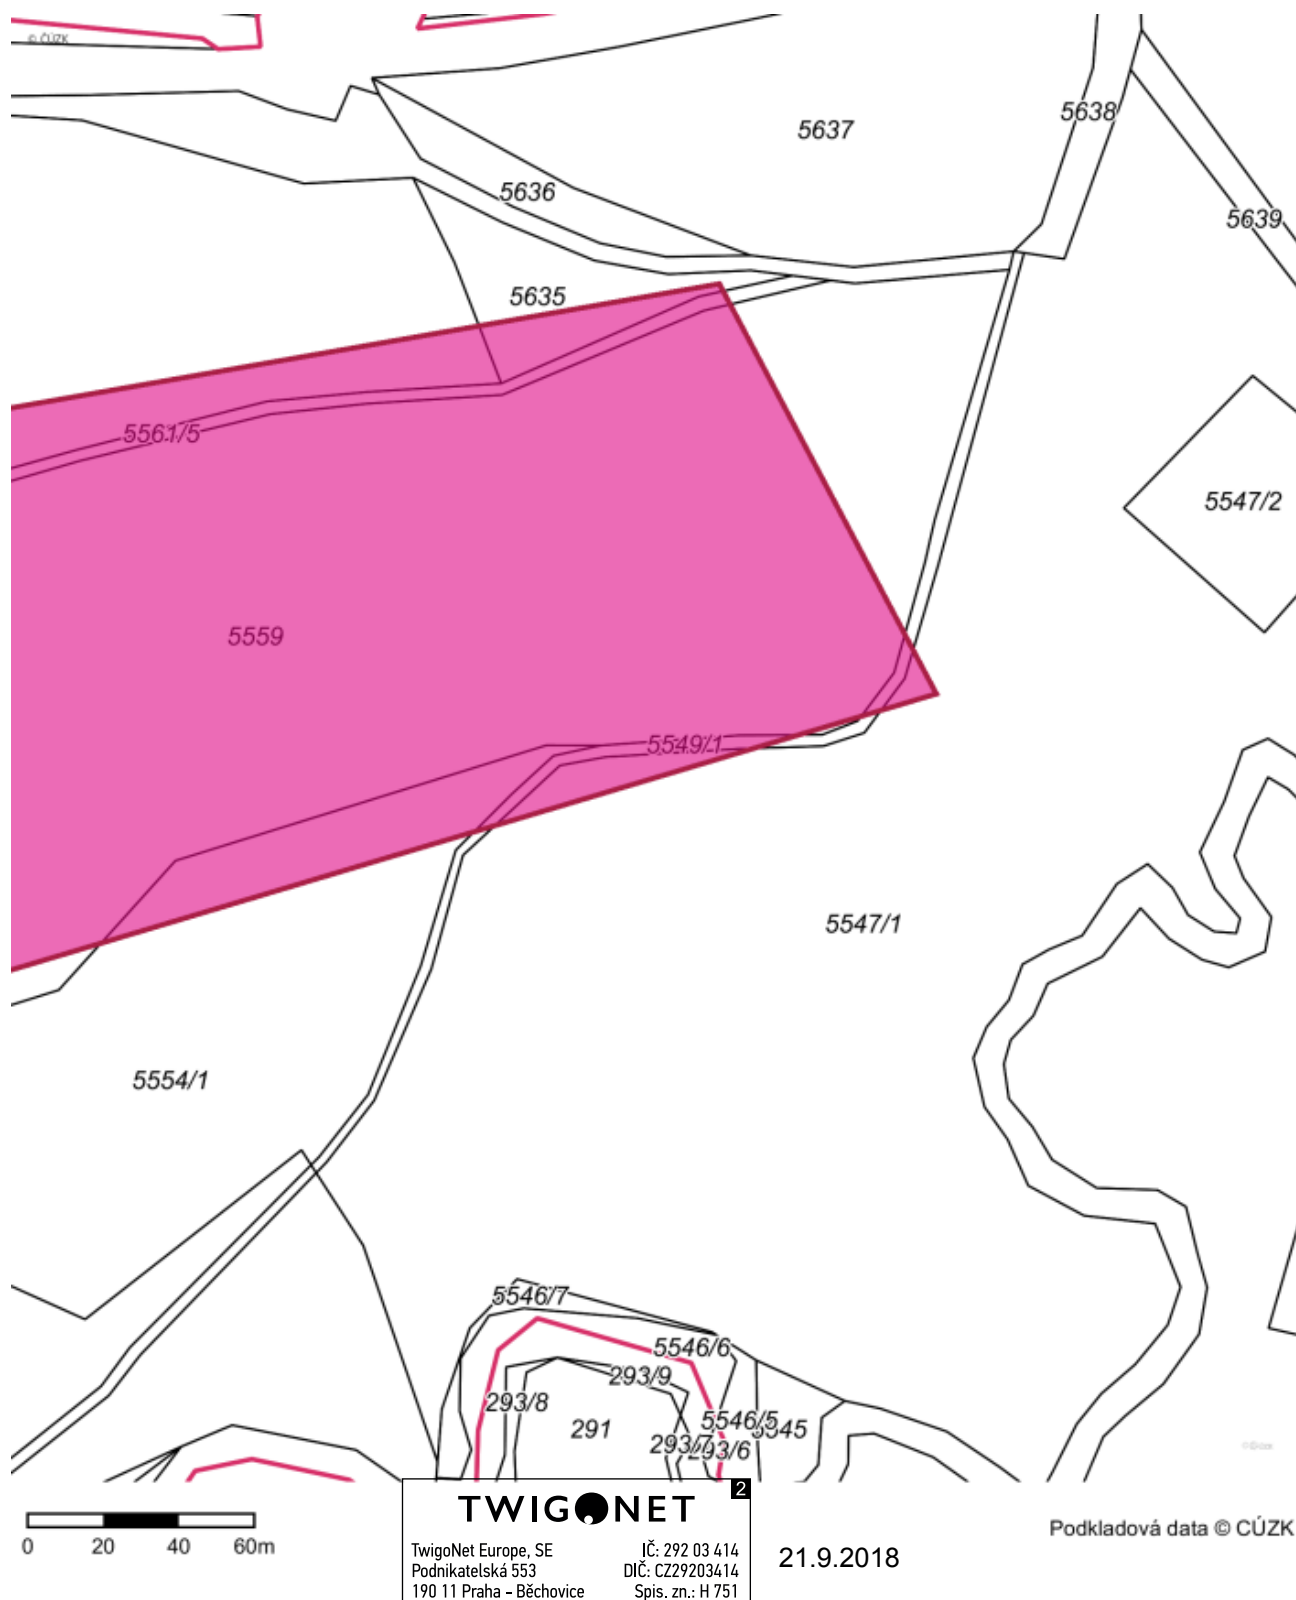 © ČÚZK
5637
5638
5636
5639
5635
5561/5
5547/2
5559
5549/1
5547/1
5554/1
5546/7
5546/6
293/9
293/8
5546/5
5545
291
293/7
293/6
TWIGONET
2
TwigoNet Europe, SE
IČ: 292 03 414
Podnikatelská 553
DIČ: CZ29203414
190 11 Praha – Běchovice
Spis. zn.: H 751
0 20 40 60m
21.9.2018
Podkladová data © ČÚZK